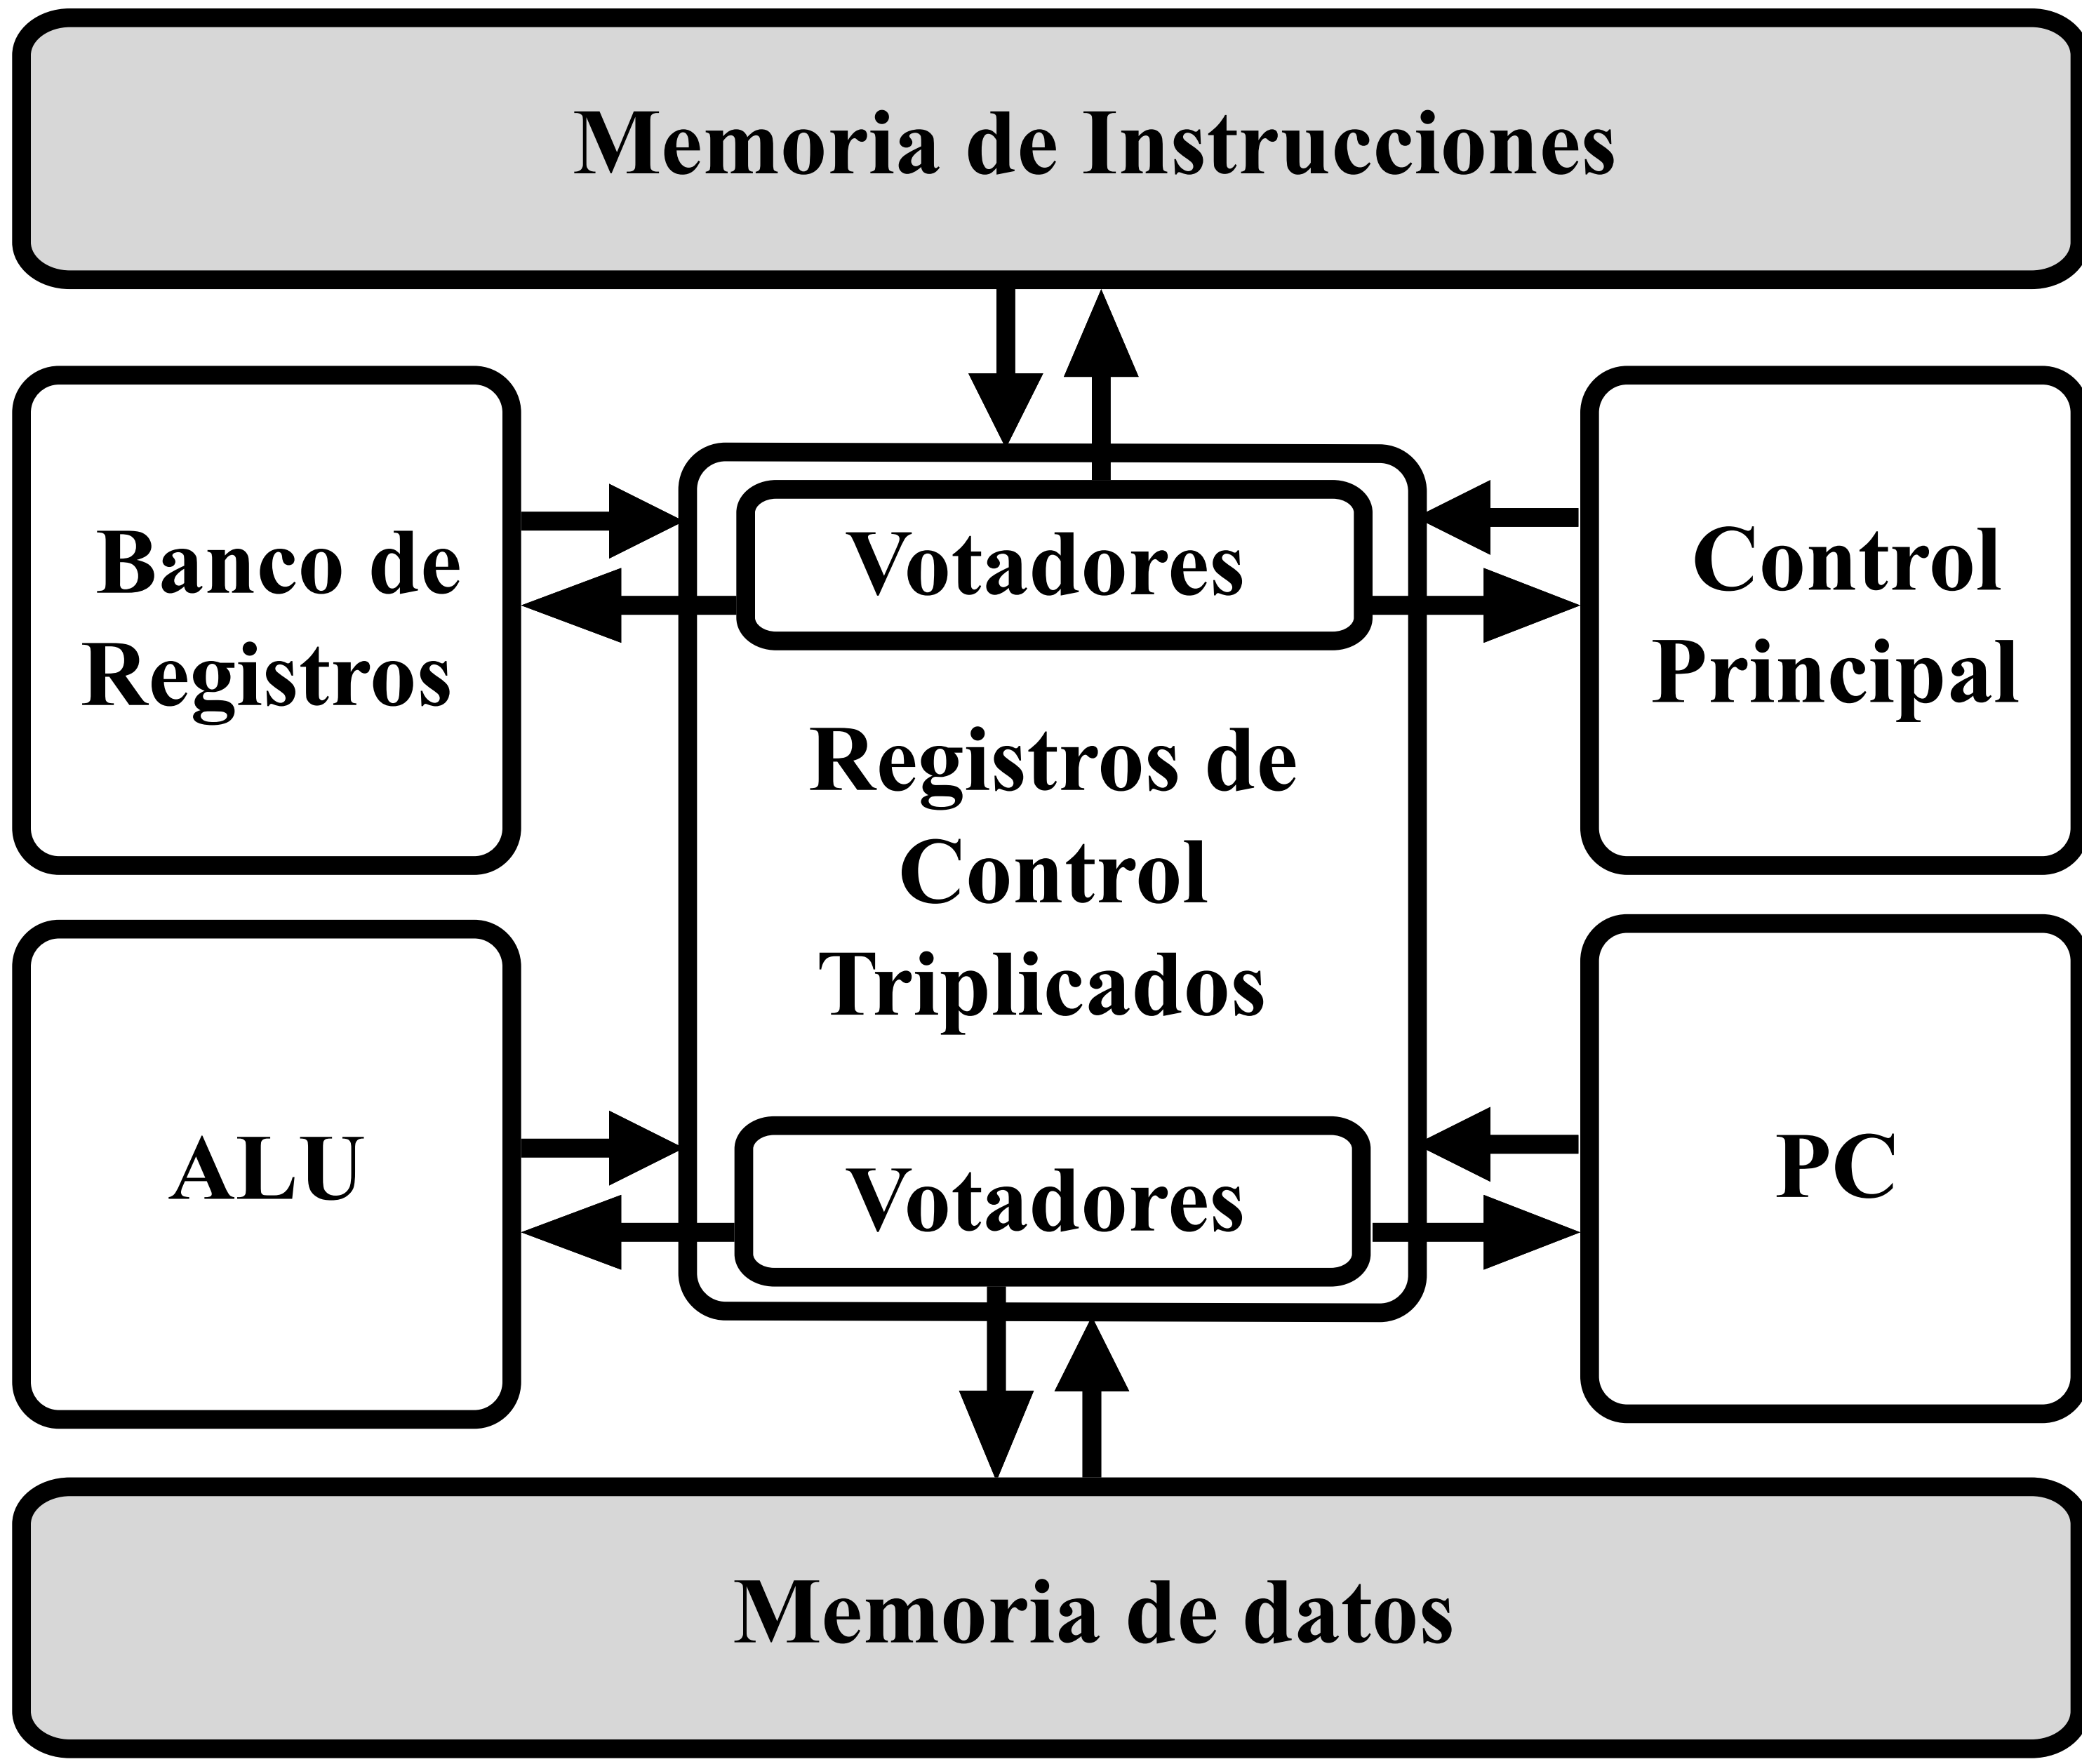 Memoria de Instrucciones
Banco de
Registros
Votadores
Control
Principal
Registros de
Control
Triplicados
ALU
Votadores
PC
Memoria de datos